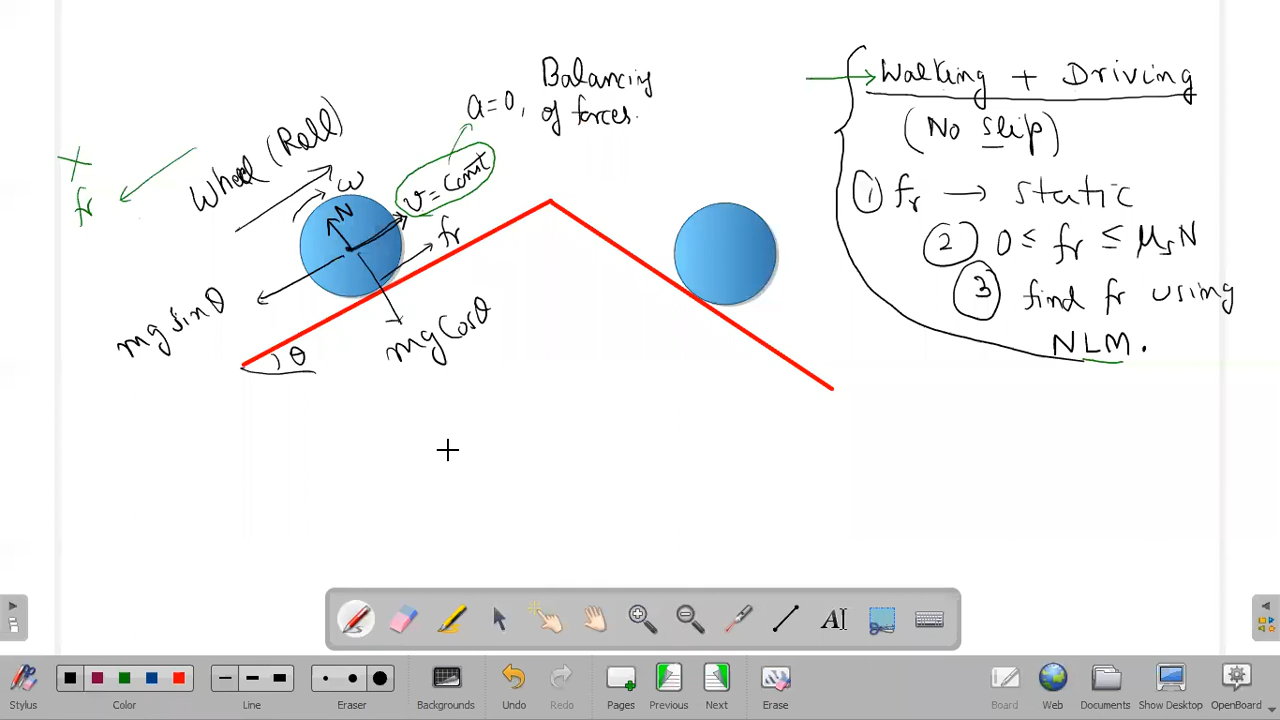 Balancing
of forces.
a = 0,
Walking + Driving
(No slip)
① fr → static
② 0 ≤ fr ≤ μsN
③ find fr using
NLM.
Wheel (Roll)
ω
v = const
×
fr
N
fr
mg sinθ
mg Cosθ
θ
Stylus
Color
Line
Eraser
Backgrounds
Undo
Redo
Pages
Previous
Next
Erase
Board
Web
Documents
Show Desktop
OpenBoard